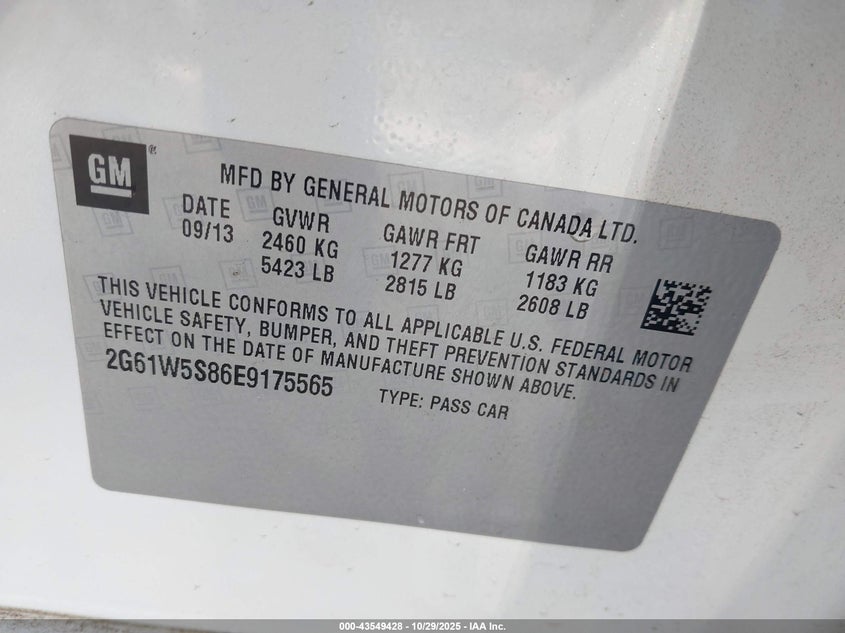 GM
MFD BY GENERAL MOTORS OF CANADA LTD.
DATE GVWR GAWR FRT GAWR RR
09/13 2460 KG 1277 KG 1183 KG
5423 LB 2815 LB 2608 LB
THIS VEHICLE CONFORMS TO ALL APPLICABLE U.S. FEDERAL MOTOR
VEHICLE SAFETY, BUMPER, AND THEFT PREVENTION STANDARDS IN
EFFECT ON THE DATE OF MANUFACTURE SHOWN ABOVE.
2G61W5S86E9175565 TYPE: PASS CAR
000-43549428 - 10/29/2025 - IAA Inc.